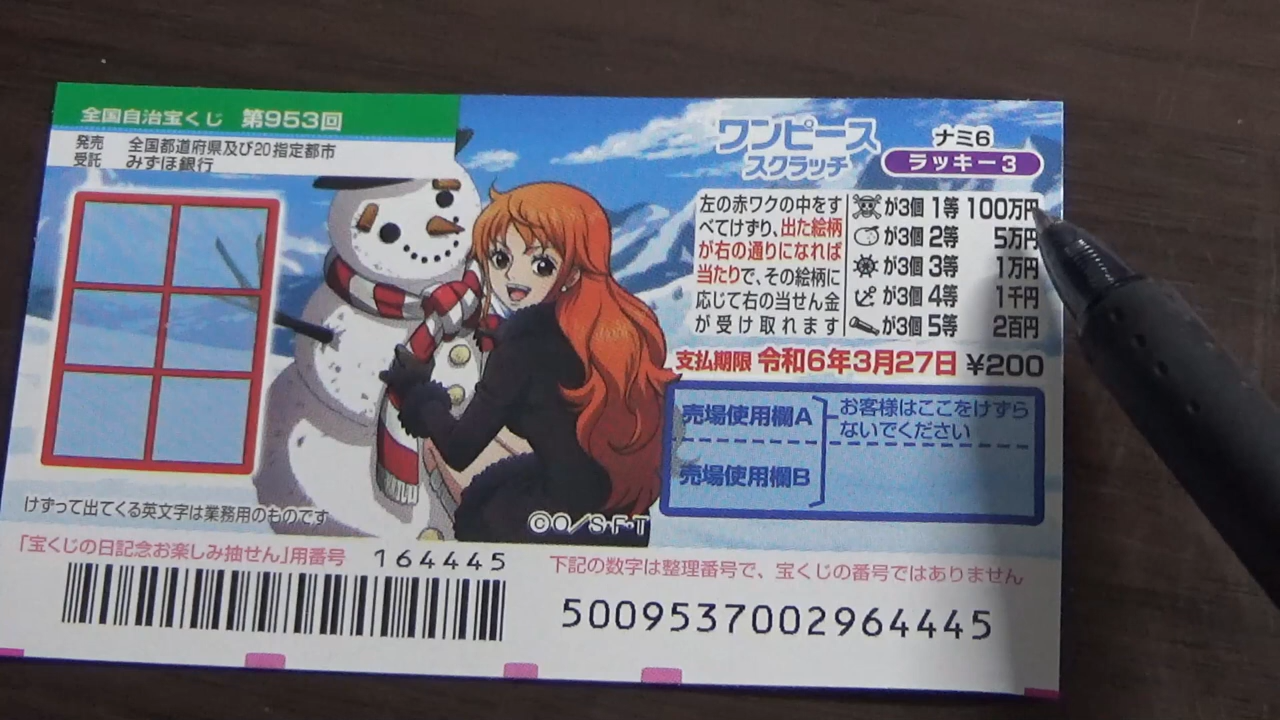 全国自治宝くじ 第953回
発売 全国都道府県及び20指定都市
受託 みずほ銀行
ワンピース
スクラッチ
ナミ6
ラッキー3
左の赤ワクの中をす
べてけずり、出た絵柄
が右の通りになれば
当たりで、その絵柄に
応じて右の当せん金
が受け取れます
が3個 1等 100万円
が3個 2等 5万円
が3個 3等 1万円
が3個 4等 1千円
が3個 5等 2百円
支払期限 令和6年3月27日 ¥200
売場使用欄A
売場使用欄B
お客様はここをけずら
ないでください
けずって出てくる英文字は業務用のものです
©O/S・F・T
「宝くじの日記念お楽しみ抽せん」用番号 164445
下記の数字は整理番号で、宝くじの番号ではありません
5009537002964445